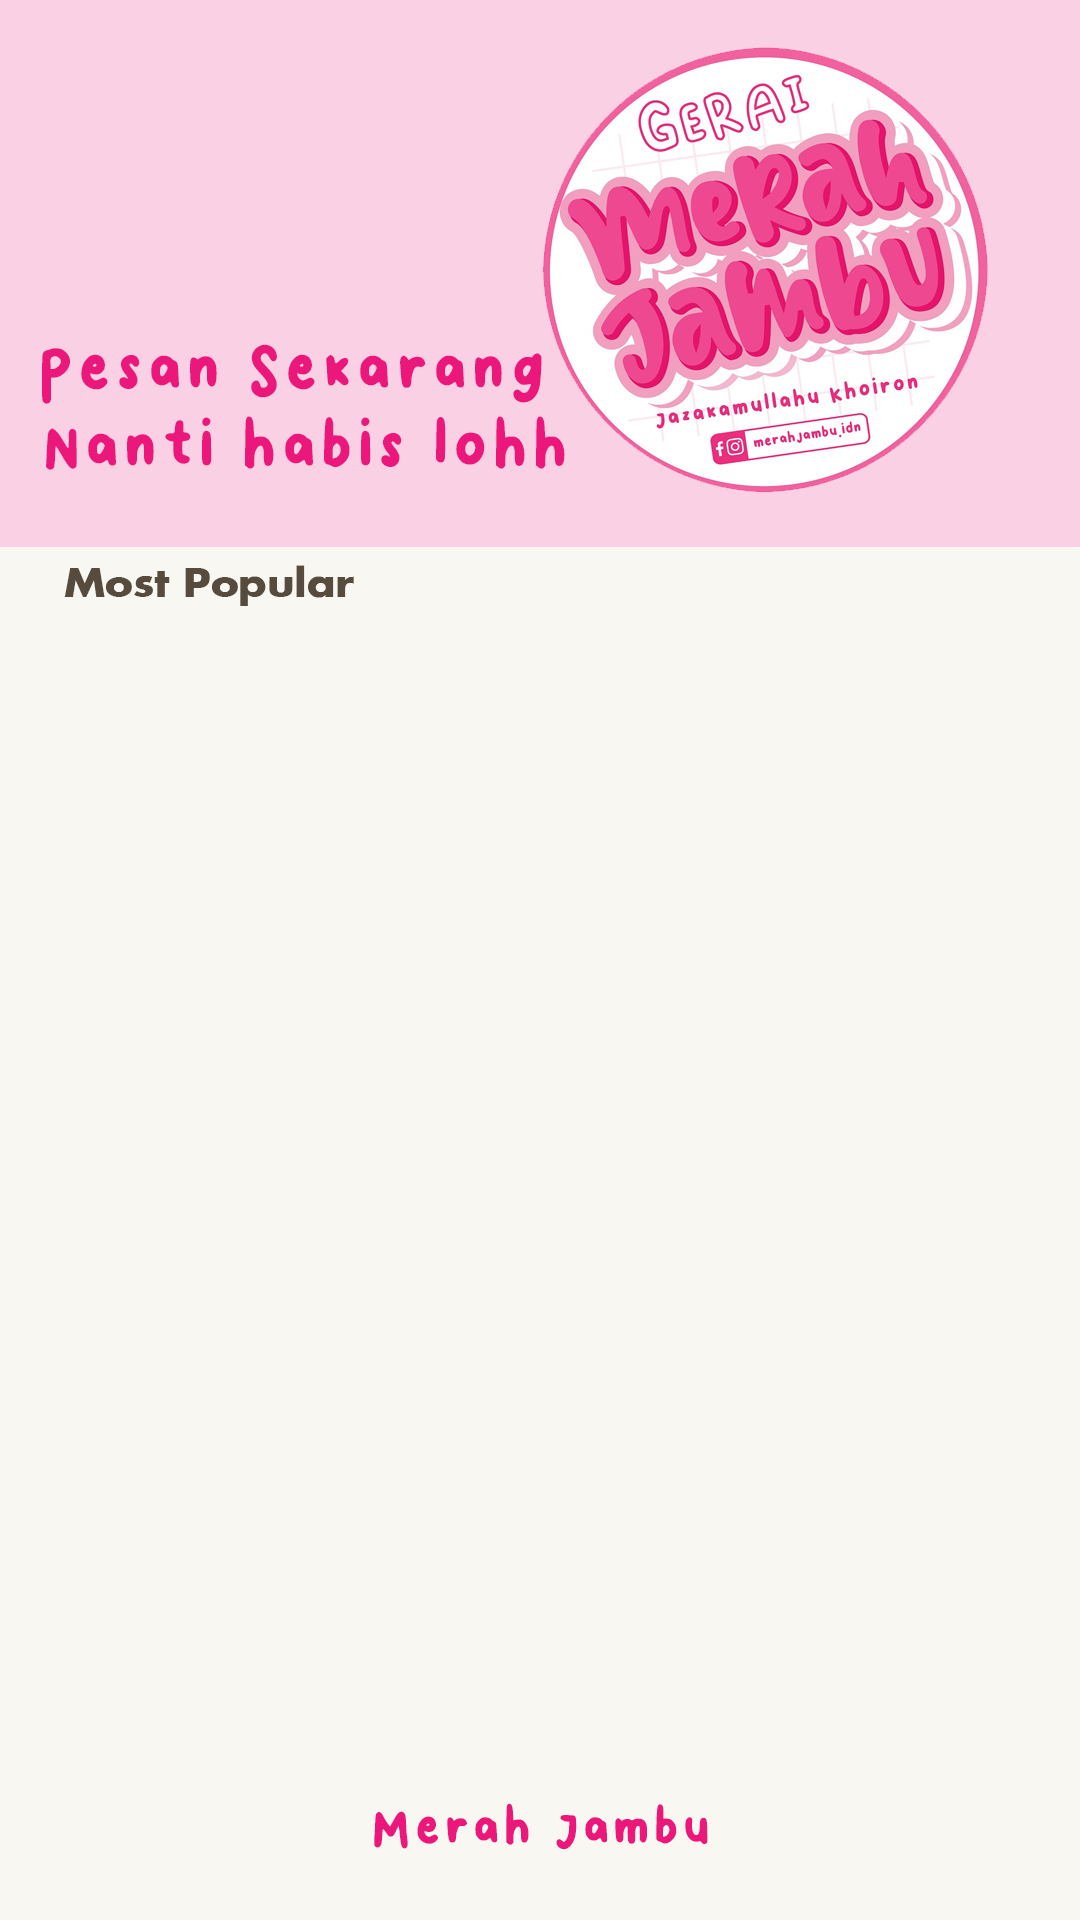 GERAI
Merah
Jambu
Jazakamullahu Khoiron
merahjambu.idn
Pesan Sekarang
Nanti habis lohh
Most Popular
Merah Jambu